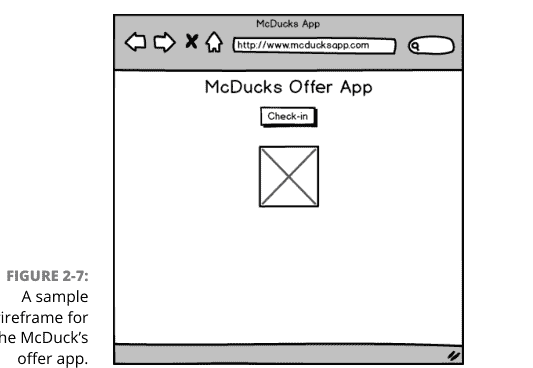 McDucks App
http://www.mcducksapp.com
McDucks Offer App
Check-in
FIGURE 2-7:
A sample
ireframe for
he McDuck's
offer app.